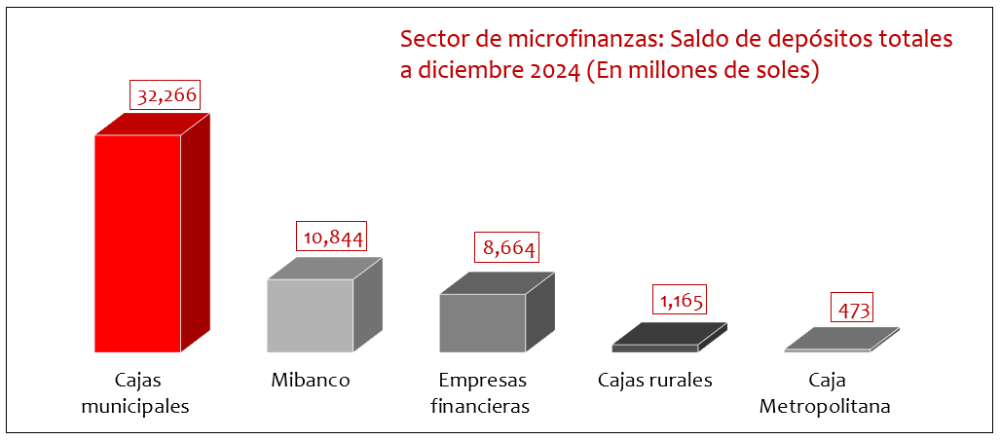 Sector de microfinanzas: Saldo de depósitos totales
a diciembre 2024 (En millones de soles)
32,266
10,844
8,664
1,165
473
Cajas
municipales
Mibanco
Empresas
financieras
Cajas rurales
Caja
Metropolitana